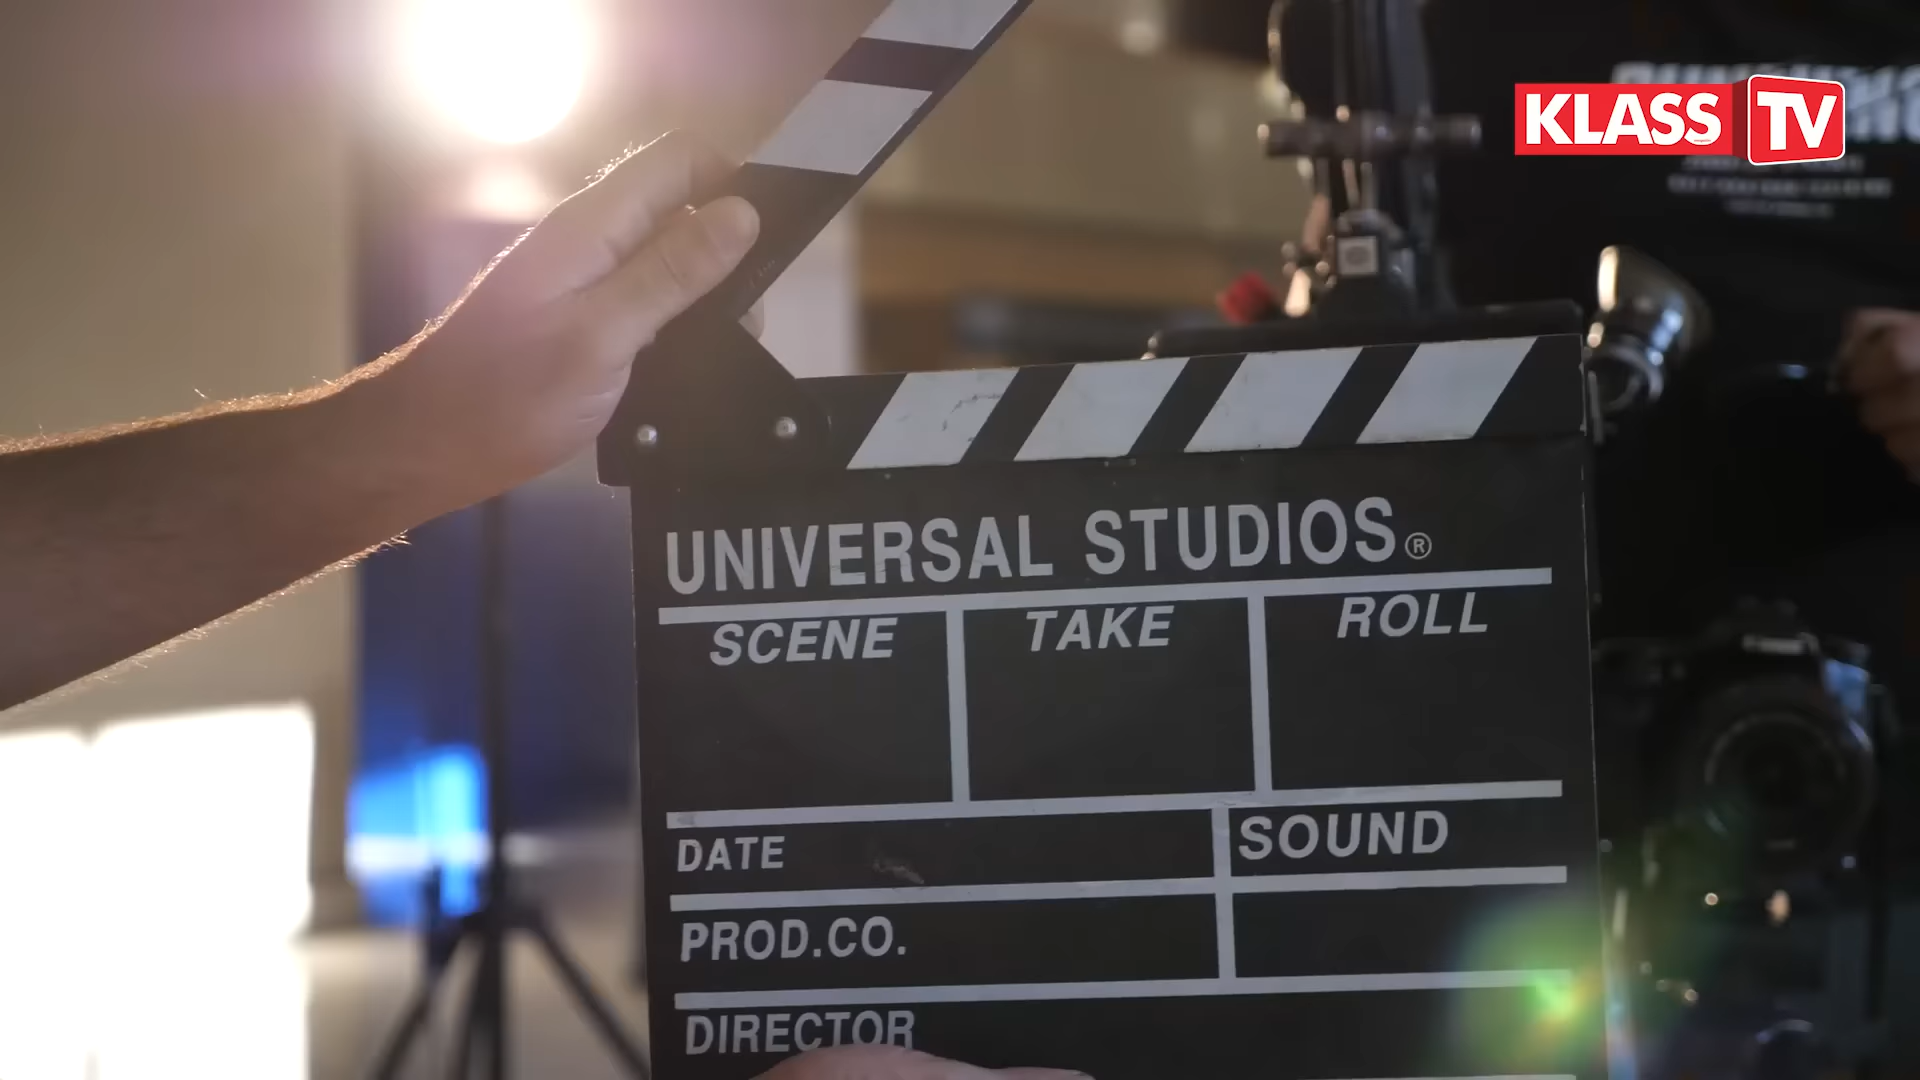 KLASS TV
UNIVERSAL STUDIOS®
SCENE TAKE ROLL
DATE SOUND
PROD.CO.
DIRECTOR